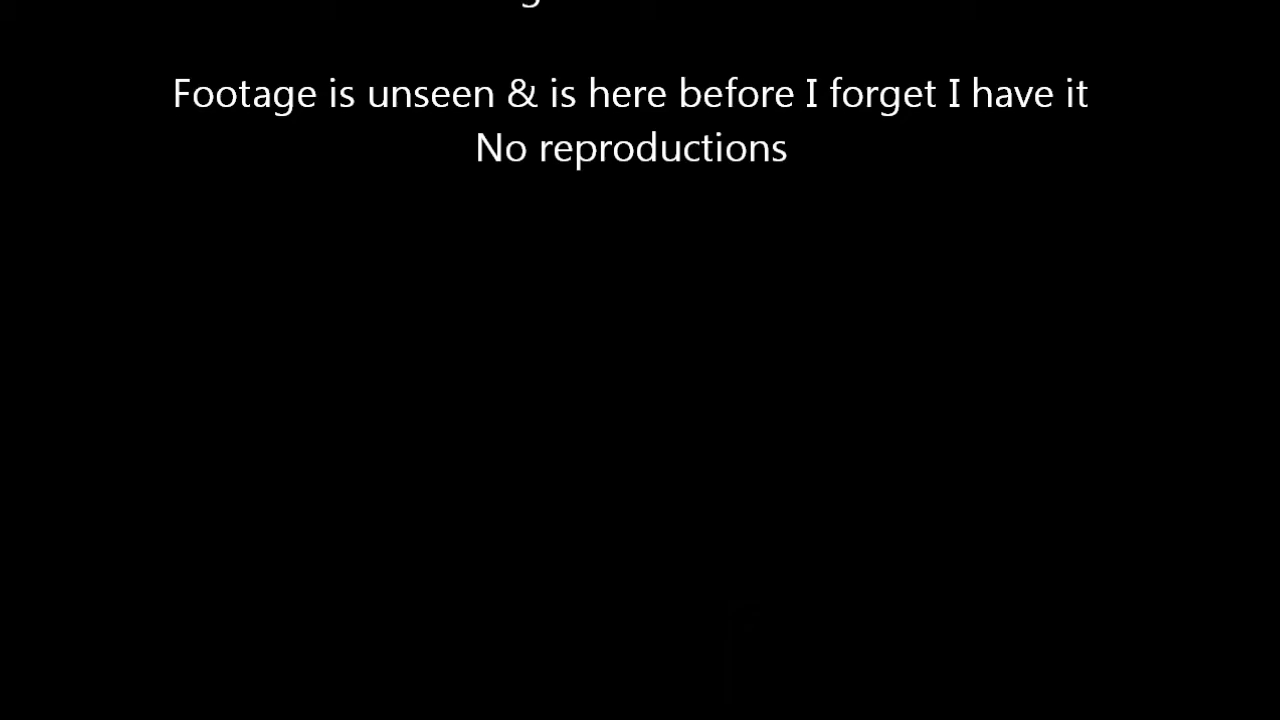 Footage is unseen & is here before I forget I have it
No reproductions